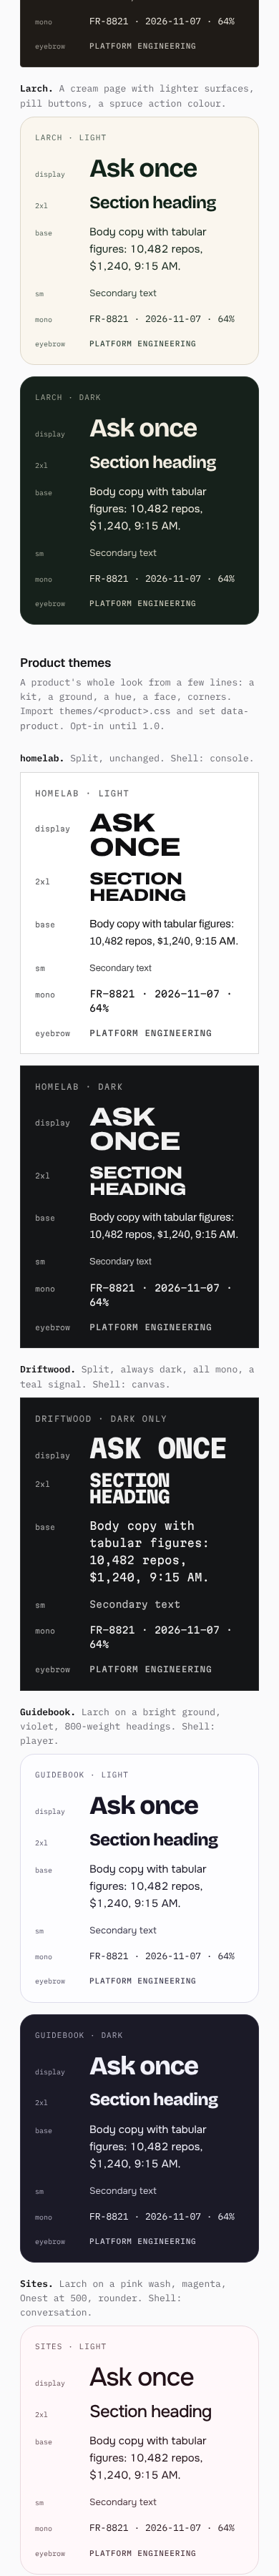 mono FR-8821 · 2026-11-07 · 64%
eyebrow PLATFORM ENGINEERING
Larch. A cream page with lighter surfaces,
pill buttons, a spruce action colour.
LARCH · LIGHT
display Ask once
2xl Section heading
base Body copy with tabular
figures: 10,482 repos,
$1,240, 9:15 AM.
sm Secondary text
mono FR-8821 · 2026-11-07 · 64%
eyebrow PLATFORM ENGINEERING
LARCH · DARK
display Ask once
2xl Section heading
base Body copy with tabular
figures: 10,482 repos,
$1,240, 9:15 AM.
sm Secondary text
mono FR-8821 · 2026-11-07 · 64%
eyebrow PLATFORM ENGINEERING
Product themes
A product's whole look from a few lines: a
kit, a ground, a hue, a face, corners.
Import themes/<product>.css and set data-
product. Opt-in until 1.0.
homelab. Split, unchanged. Shell: console.
HOMELAB · LIGHT
display ASK
ONCE
2xl SECTION
HEADING
base Body copy with tabular figures:
10,482 repos, $1,240, 9:15 AM.
sm Secondary text
mono FR-8821 · 2026-11-07 ·
64%
eyebrow PLATFORM ENGINEERING
HOMELAB · DARK
display ASK
ONCE
2xl SECTION
HEADING
base Body copy with tabular figures:
10,482 repos, $1,240, 9:15 AM.
sm Secondary text
mono FR-8821 · 2026-11-07 ·
64%
eyebrow PLATFORM ENGINEERING
Driftwood. Split, always dark, all mono, a
teal signal. Shell: canvas.
DRIFTWOOD · DARK ONLY
display ASK ONCE
2xl SECTION
HEADING
base Body copy with
tabular figures:
10,482 repos,
$1,240, 9:15 AM.
sm Secondary text
mono FR-8821 · 2026-11-07 ·
64%
eyebrow PLATFORM ENGINEERING
Guidebook. Larch on a bright ground,
violet, 800-weight headings. Shell:
player.
GUIDEBOOK · LIGHT
display Ask once
2xl Section heading
base Body copy with tabular
figures: 10,482 repos,
$1,240, 9:15 AM.
sm Secondary text
mono FR-8821 · 2026-11-07 · 64%
eyebrow PLATFORM ENGINEERING
GUIDEBOOK · DARK
display Ask once
2xl Section heading
base Body copy with tabular
figures: 10,482 repos,
$1,240, 9:15 AM.
sm Secondary text
mono FR-8821 · 2026-11-07 · 64%
eyebrow PLATFORM ENGINEERING
Sites. Larch on a pink wash, magenta,
Onest at 500, rounder. Shell:
conversation.
SITES · LIGHT
display Ask once
2xl Section heading
base Body copy with tabular
figures: 10,482 repos,
$1,240, 9:15 AM.
sm Secondary text
mono FR-8821 · 2026-11-07 · 64%
eyebrow PLATFORM ENGINEERING